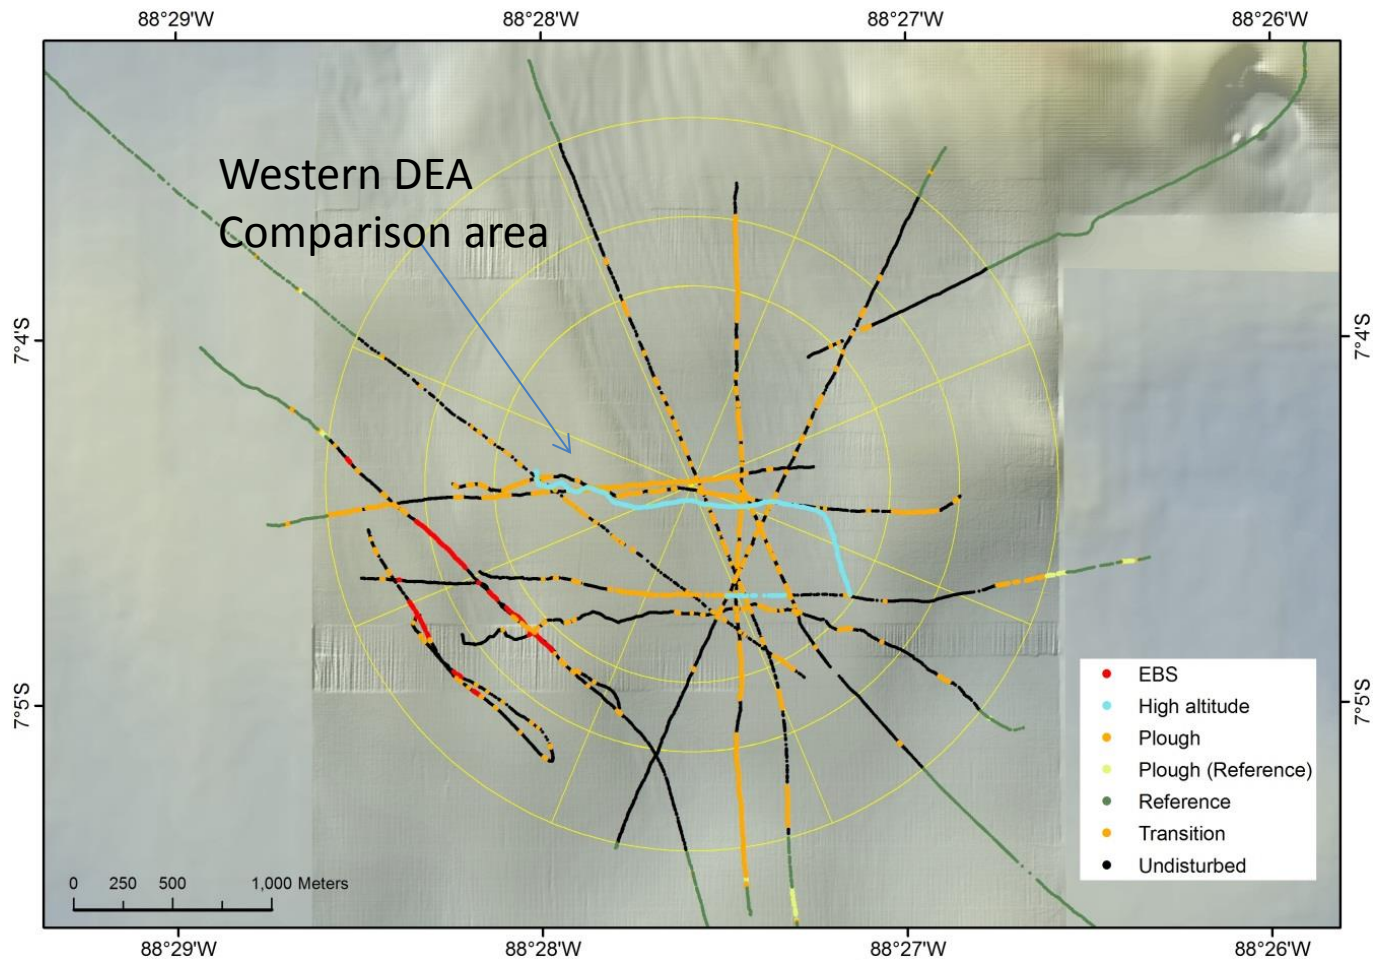 88°29'W 88°28'W 88°27'W 88°26'W
Western DEA
Comparison area
7°4'S 7°4'S
7°5'S 7°5'S
EBS
High altitude
Plough
Plough (Reference)
Reference
Transition
Undisturbed
0 250 500 1,000 Meters
88°29'W 88°28'W 88°27'W 88°26'W